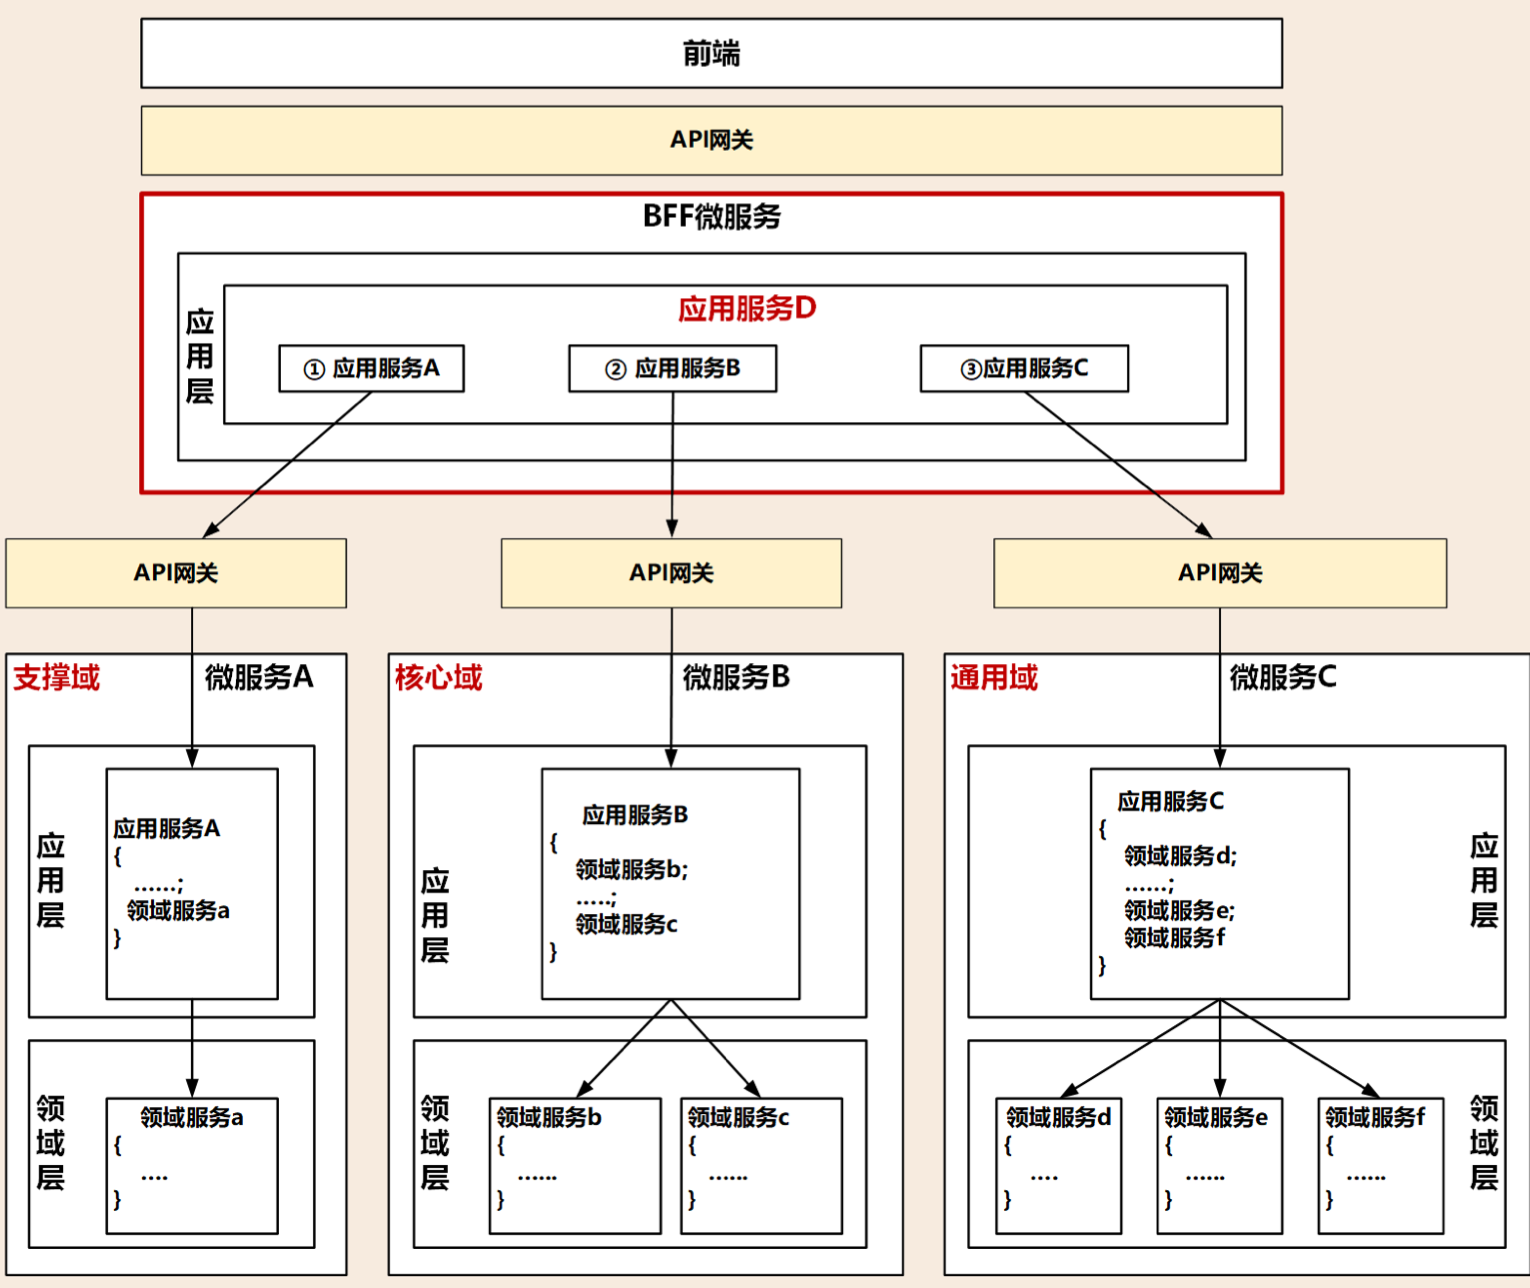 前端
API网关
BFF微服务
应用层
应用服务D
① 应用服务A
② 应用服务B
③应用服务C
API网关
API网关
API网关
支撑域
微服务A
应用层
应用服务A
{
……;
领域服务a
}
领域层
领域服务a
{
….
}
核心域
微服务B
应用层
应用服务B
{
领域服务b;
…..;
领域服务c
}
领域层
领域服务b
{
……
}
领域服务c
{
……
}
通用域
微服务C
应用服务C
{
领域服务d;
……;
领域服务e;
领域服务f
}
应用层
领域服务d
{
….
}
领域服务e
{
……
}
领域服务f
{
……
}
领域层